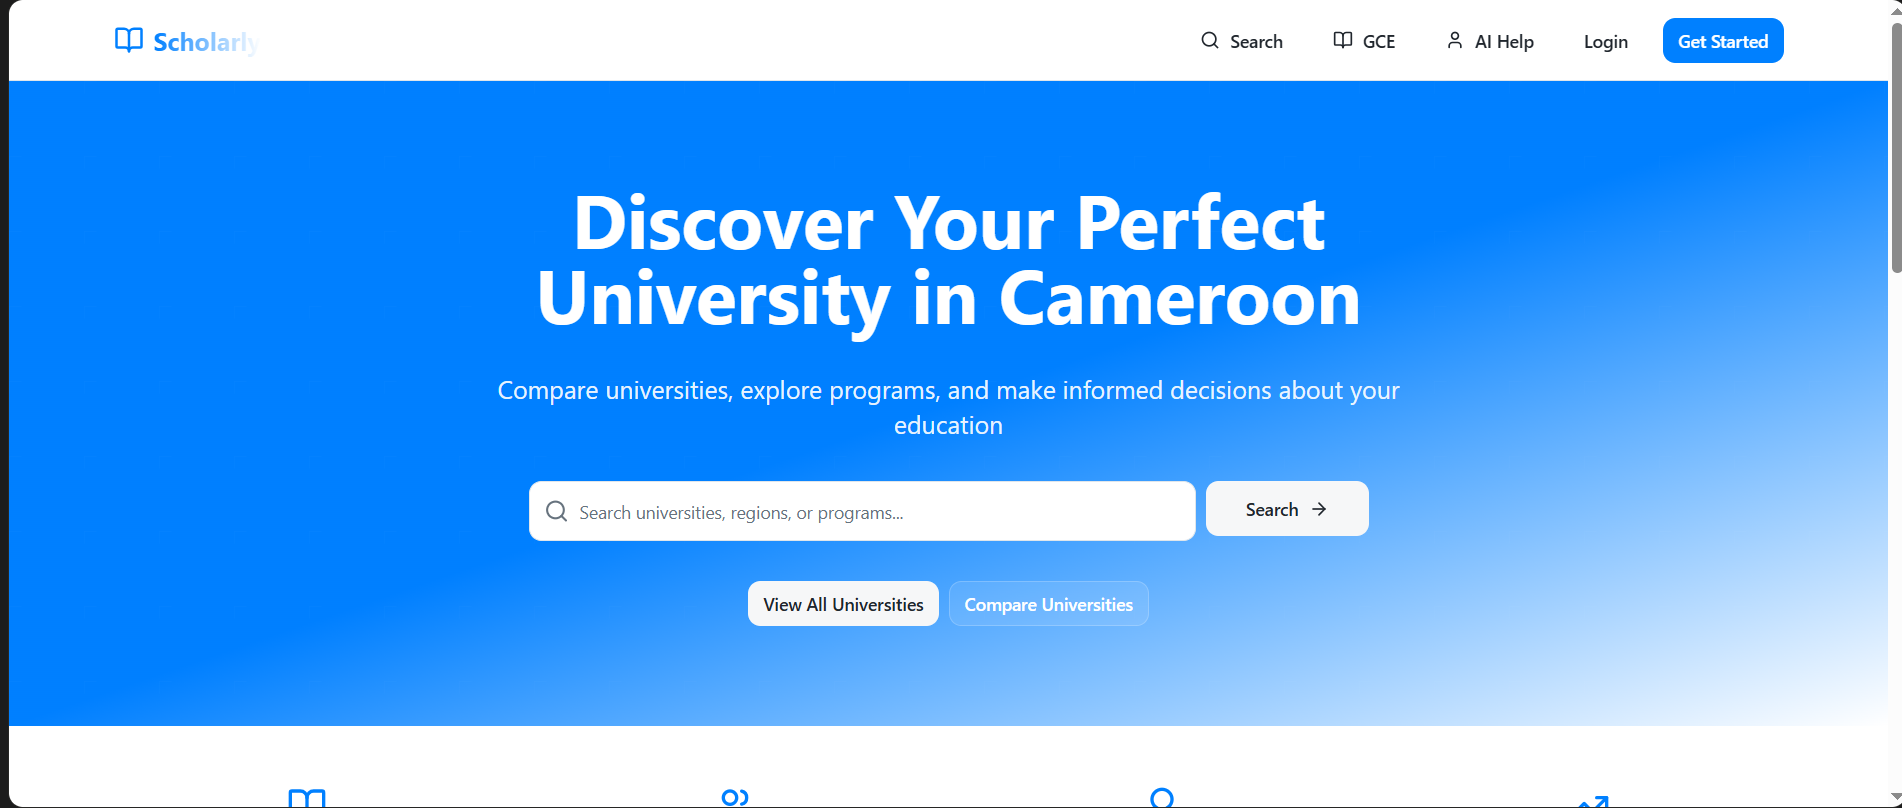 Scholarly
Search
GCE
AI Help
Login
Get Started
Discover Your Perfect
University in Cameroon
Compare universities, explore programs, and make informed decisions about your
education
Search universities, regions, or programs...
Search
View All Universities
Compare Universities